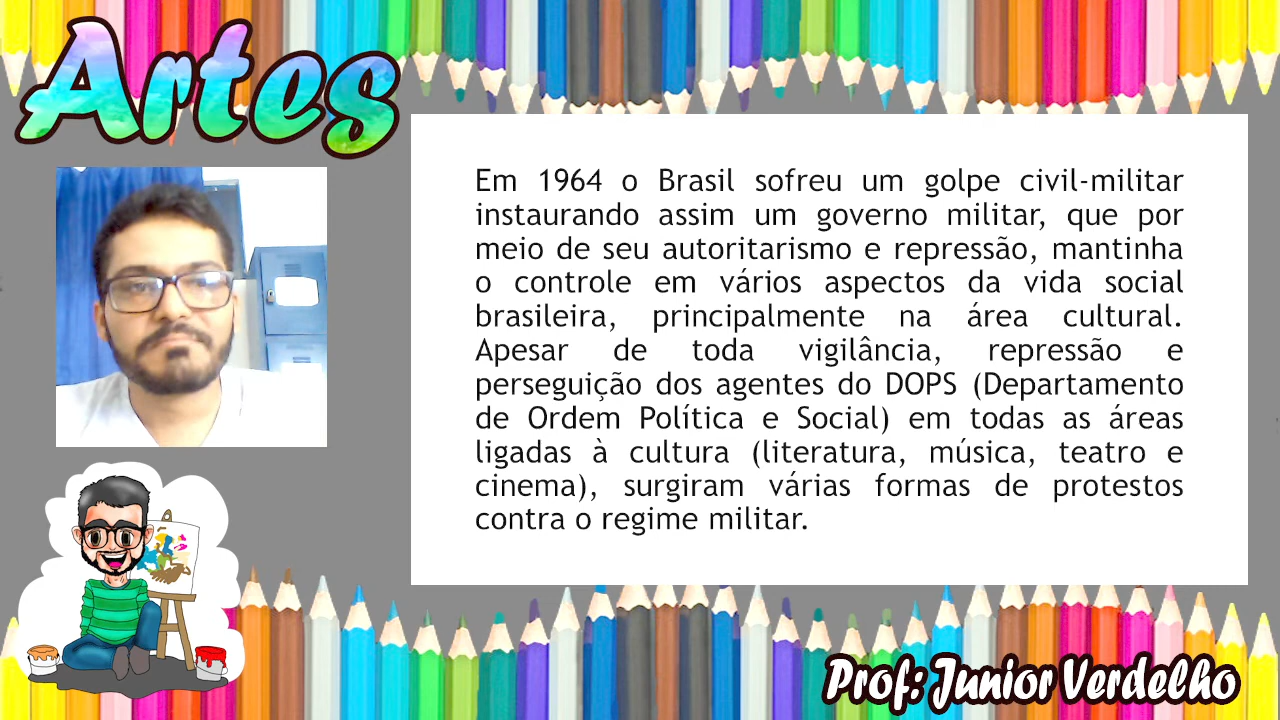 Artes
Em 1964 o Brasil sofreu um golpe civil-militar
instaurando assim um governo militar, que por
meio de seu autoritarismo e repressão, mantinha
o controle em vários aspectos da vida social
brasileira, principalmente na área cultural.
Apesar de toda vigilância, repressão e
perseguição dos agentes do DOPS (Departamento
de Ordem Política e Social) em todas as áreas
ligadas à cultura (literatura, música, teatro e
cinema), surgiram várias formas de protestos
contra o regime militar.
Prof: Junior Verdelho